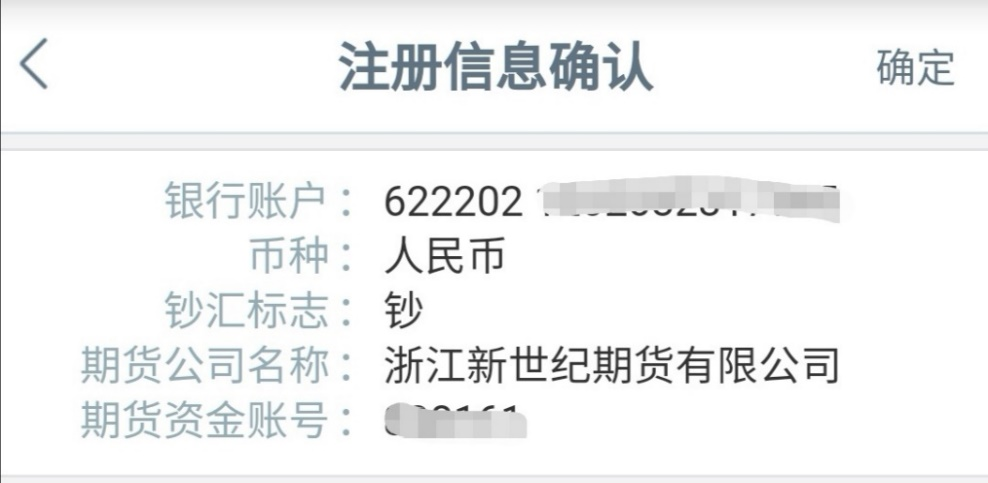 注册信息确认 确定
银行账户： 622202
币种： 人民币
钞汇标志： 钞
期货公司名称： 浙江新世纪期货有限公司
期货资金账号：